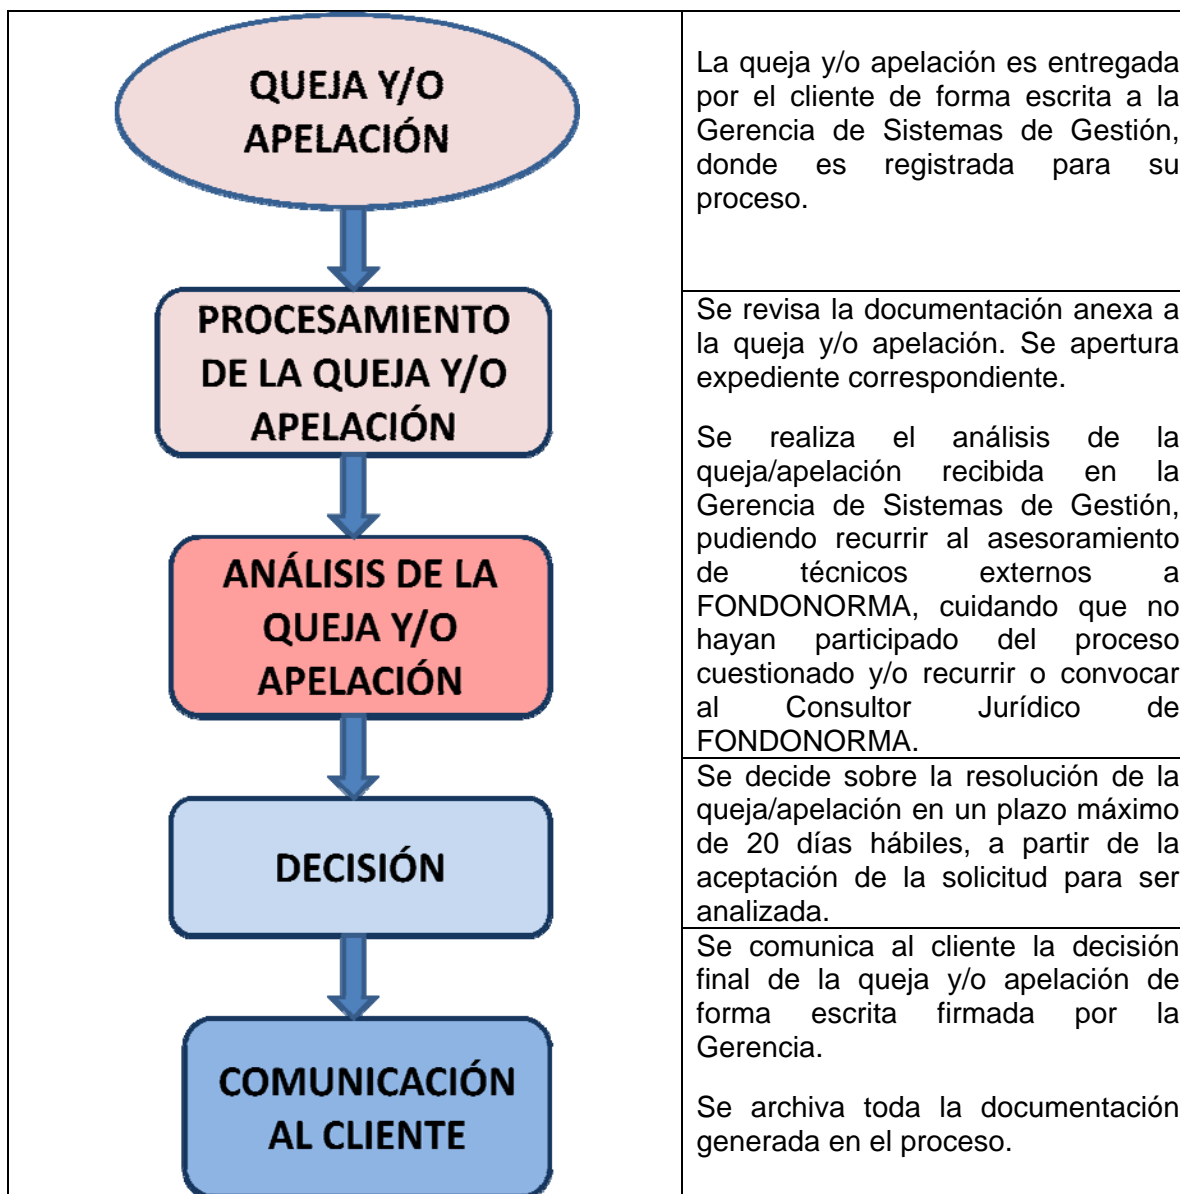 QUEJA Y/O
APELACIÓN
La queja y/o apelación es entregada
por el cliente de forma escrita a la
Gerencia de Sistemas de Gestión,
donde es registrada para su
proceso.
PROCESAMIENTO
DE LA QUEJA Y/O
APELACIÓN
Se revisa la documentación anexa a
la queja y/o apelación. Se apertura
expediente correspondiente.
ANÁLISIS DE LA
QUEJA Y/O
APELACIÓN
Se realiza el análisis de la
queja/apelación recibida en la
Gerencia de Sistemas de Gestión,
pudiendo recurrir al asesoramiento
de técnicos externos a
FONDONORMA, cuidando que no
hayan participado del proceso
cuestionado y/o recurrir o convocar
al Consultor Jurídico de
FONDONORMA.
DECISIÓN
Se decide sobre la resolución de la
queja/apelación en un plazo máximo
de 20 días hábiles, a partir de la
aceptación de la solicitud para ser
analizada.
COMUNICACIÓN
AL CLIENTE
Se comunica al cliente la decisión
final de la queja y/o apelación de
forma escrita firmada por la
Gerencia.
Se archiva toda la documentación
generada en el proceso.